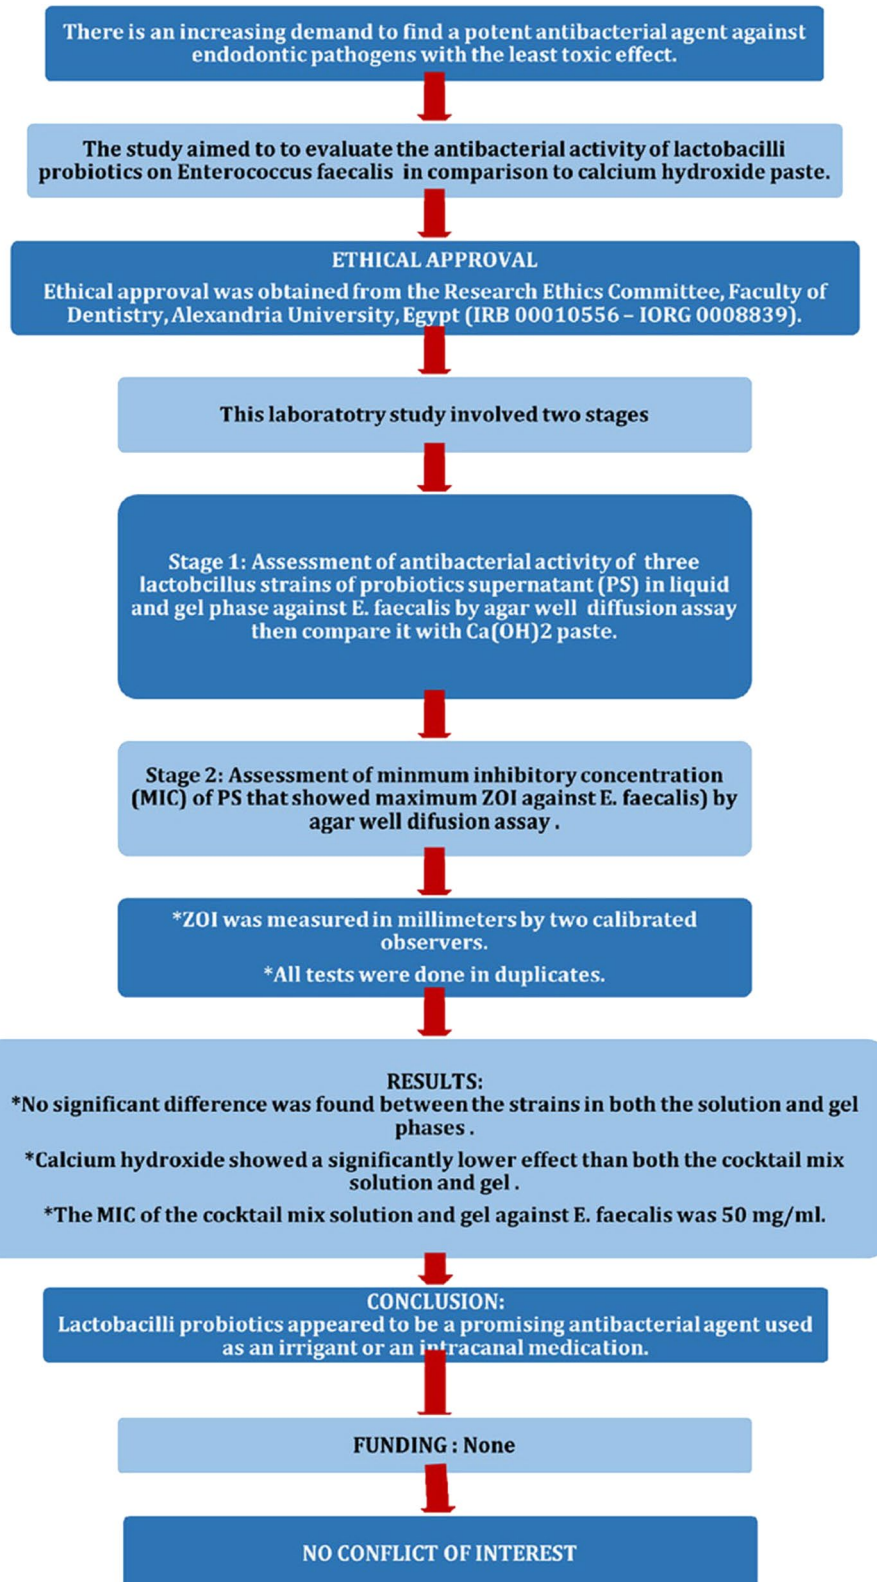 There is an increasing demand to find a potent antibacterial agent against
endodontic pathogens with the least toxic effect.
The study aimed to to evaluate the antibacterial activity of lactobacilli
probiotics on Enterococcus faecalis in comparison to calcium hydroxide paste.
ETHICAL APPROVAL
Ethical approval was obtained from the Research Ethics Committee, Faculty of
Dentistry, Alexandria University, Egypt (IRB 00010556 – IORG 0008839).
This laboratotry study involved two stages
Stage 1: Assessment of antibacterial activity of three
lactobcillus strains of probiotics supernatant (PS) in liquid
and gel phase against E. faecalis by agar well diffusion assay
then compare it with Ca(OH)2 paste.
Stage 2: Assessment of minmum inhibitory concentration
(MIC) of PS that showed maximum ZOI against E. faecalis) by
agar well difusion assay .
*ZOI was measured in millimeters by two calibrated
observers.
*All tests were done in duplicates.
RESULTS:
*No significant difference was found between the strains in both the solution and gel
phases .
*Calcium hydroxide showed a significantly lower effect than both the cocktail mix
solution and gel .
*The MIC of the cocktail mix solution and gel against E. faecalis was 50 mg/ml.
CONCLUSION:
Lactobacilli probiotics appeared to be a promising antibacterial agent used
as an irrigant or an intracanal medication.
FUNDING : None
NO CONFLICT OF INTEREST